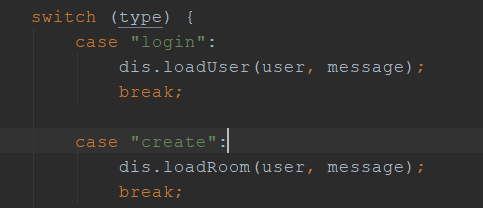 switch (type) {
case "login":
dis.loadUser(user, message);
break;
case "create":
dis.loadRoom(user, message);
break;